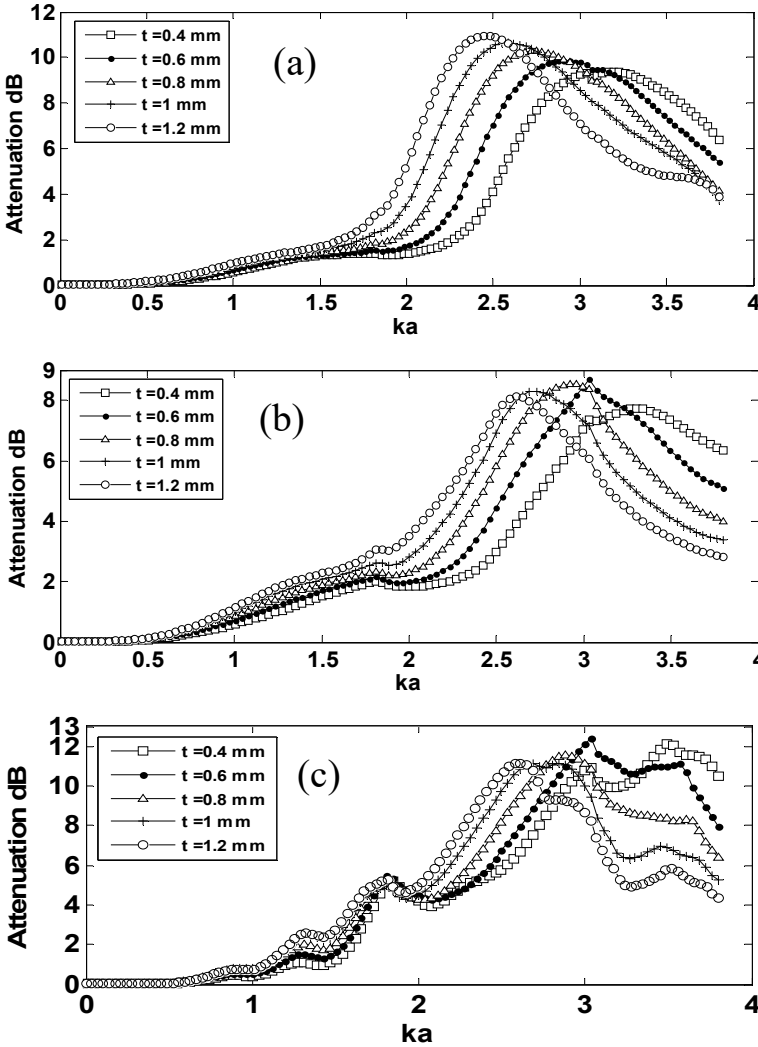 12
10
8
6
4
2
0
Attenuation dB
t =0.4 mm
t =0.6 mm
t =0.8 mm
t =1 mm
t =1.2 mm
(a)
0 0.5 1 1.5 2 2.5 3 3.5 4
ka
9
8
6
4
2
0
Attenuation dB
t =0.4 mm
t =0.6 mm
t =0.8 mm
t =1 mm
t =1.2 mm
(b)
0 0.5 1 1.5 2 2.5 3 3.5 4
ka
13
12
10
8
6
4
2
0
Attenuation dB
t =0.4 mm
t =0.6 mm
t =0.8 mm
t =1 mm
t =1.2 mm
(c)
0 1 2 3 4
ka